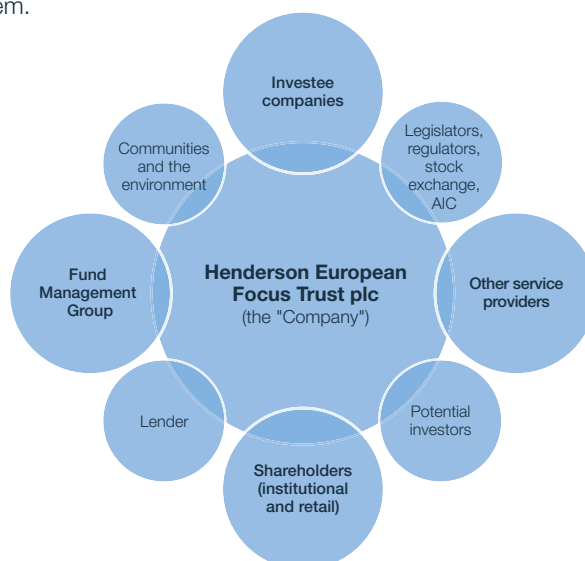 em.
Investee
companies
Communities
and the
environment
Legislators,
regulators,
stock
exchange,
AIC
Fund
Management
Group
Henderson European
Focus Trust plc
(the "Company")
Other service
providers
Lender
Potential
investors
Shareholders
(institutional
and retail)